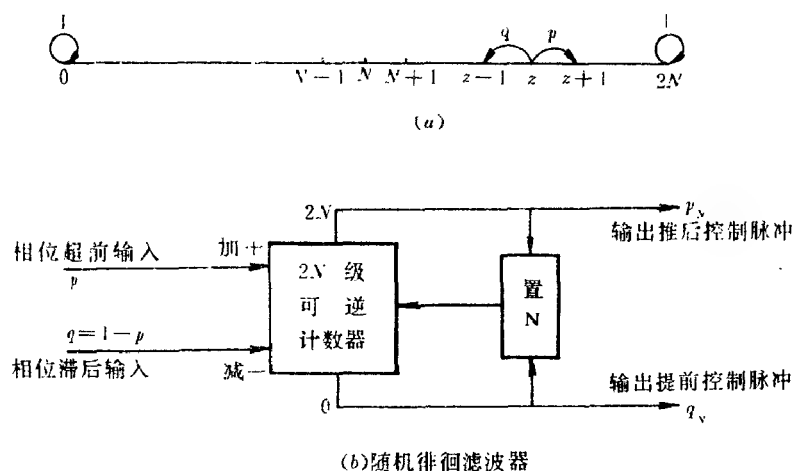 1 1
q p
0 N-1 N N+1 z-1 z z+1 2N
(a)
2N p_N
输出推后控制脉冲
相位超前输入 加+
p
2N 级
可 逆
计数器
置
N
q=1-p
相位滞后输入 减-
0
输出提前控制脉冲
q_N
(b)随机徘徊滤波器